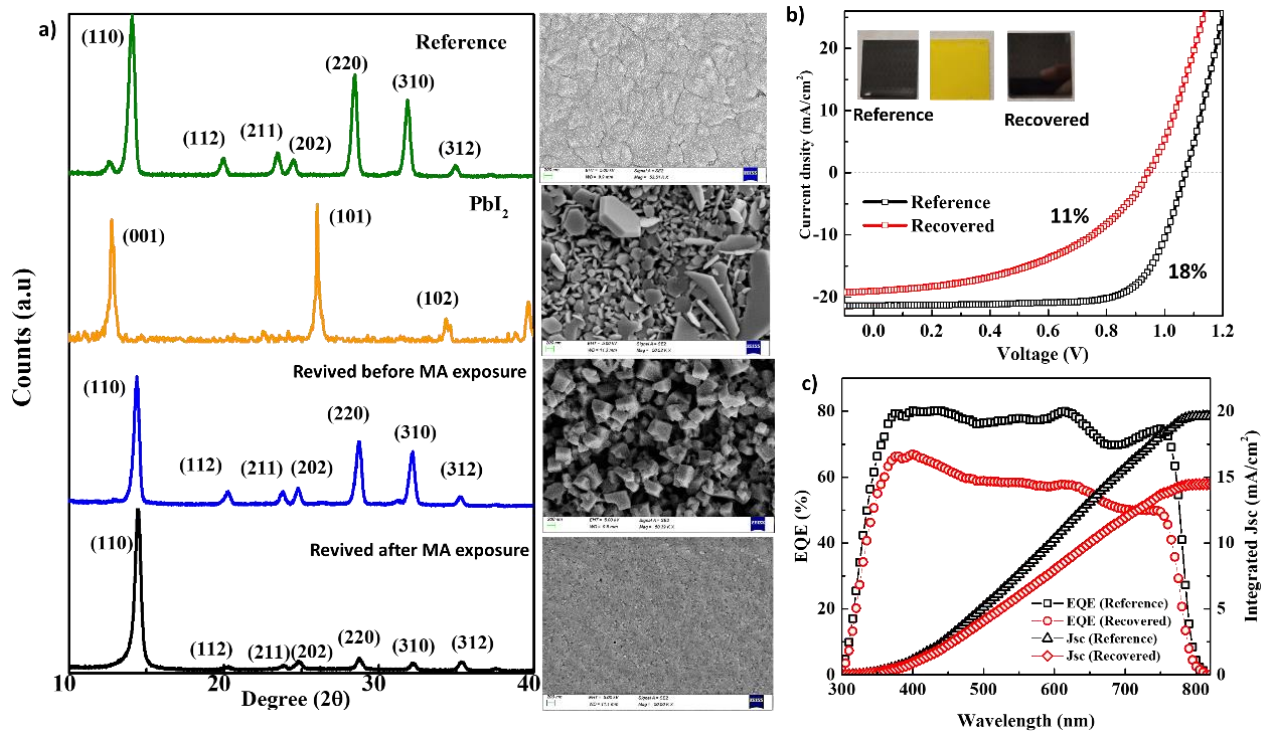 a)
Reference
(110)
(112)
(211)
(202)
(220)
(310)
(312)
PbI2
(001)
(101)
(102)
Revived before MA exposure
(110)
(112)
(211)
(202)
(220)
(310)
(312)
Revived after MA exposure
(110)
(112)
(211)
(202)
(220)
(310)
(312)
Counts (a.u)
10 20 30 40
Degree (2θ)
ZEISS
ZEISS
ZEISS
ZEISS
b)
Reference
Recovered
Reference
Recovered
11%
18%
Current dnsity (mA/cm2)
20
10
0
-10
-20
0.0 0.2 0.4 0.6 0.8 1.0 1.2
Voltage (V)
c)
EQE (%)
80
60
40
20
0
EQE (Reference)
EQE (Recovered)
Jsc (Reference)
Jsc (Recovered)
20
15
10
5
0
Integrated Jsc (mA/cm2)
300 400 500 600 700 800
Wavelength (nm)